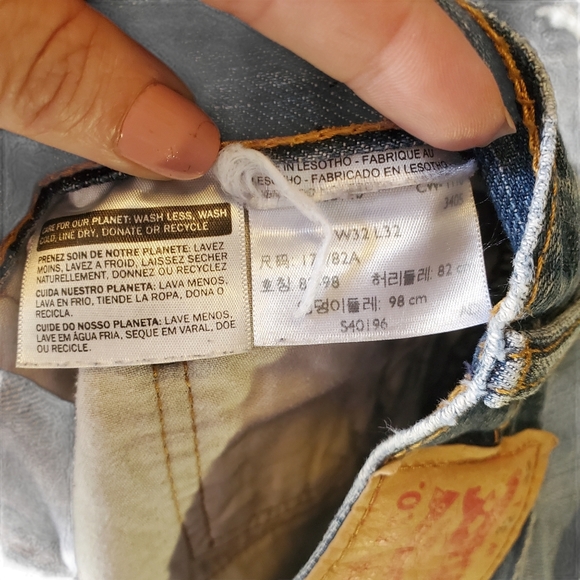 CARE FOR OUR PLANET: WASH LESS, WASH
COLD, LINE DRY, DONATE OR RECYCLE
PRENEZ SOIN DE NOTRE PLANETE: LAVEZ
MOINS, LAVEZ A FROID, LAISSEZ SECHER
NATURELLEMENT, DONNEZ OU RECYCLEZ
CUIDA NUESTRO PLANETA: LAVA MENOS,
LAVA EN FRIO, TIENDE LA ROPA, DONA O
RECICLA.
CUIDE DO NOSSO PLANETA: LAVE MENOS,
LAVE EM ÁGUA FRIA, SEQUE EM VARAL, DOE
OU RECICLE.
IN LESOTHO - FABRIQUE AU
LESOTHO - FABRICADO EN LESOTHO
W32 L32
尺码: 17 /82A
호칭 82-98 허리둘레: 82 cm
엉덩이둘레: 98 cm
S40196